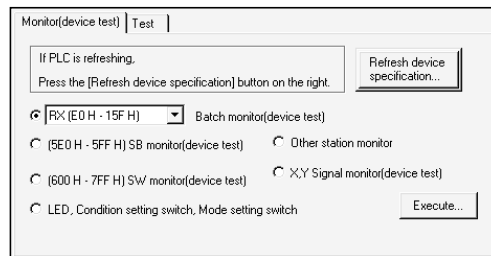 Monitor(device test) Test
If PLC is refreshing,
Press the [Refresh device specification] button on the right.
Refresh device
specification...
RX (E0 H - 15F H) Batch monitor(device test)
(5E0 H - 5FF H) SB monitor(device test) Other station monitor
(600 H - 7FF H) SW monitor(device test) X,Y Signal monitor(device test)
LED, Condition setting switch, Mode setting switch Execute...